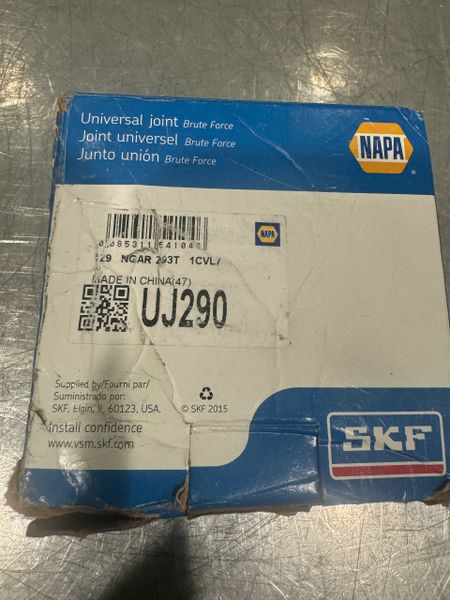 Universal joint Brute Force
Joint universel Brute Force
Junto unión Brute Force
NAPA
NAPA
NGAR 293T 1CVL7
MADE IN CHINA(47)
UJ290
Supplied by/Fourni par/
Suministrado por:
SKF, Elgin, IL 60123, USA.
© SKF 2015
Install confidence
www.vsm.skf.com
SKF